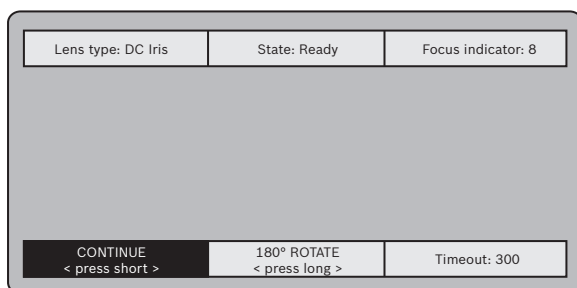 Lens type: DC Iris
State: Ready
Focus indicator: 8
CONTINUE
< press short >
180° ROTATE
< press long >
Timeout: 300